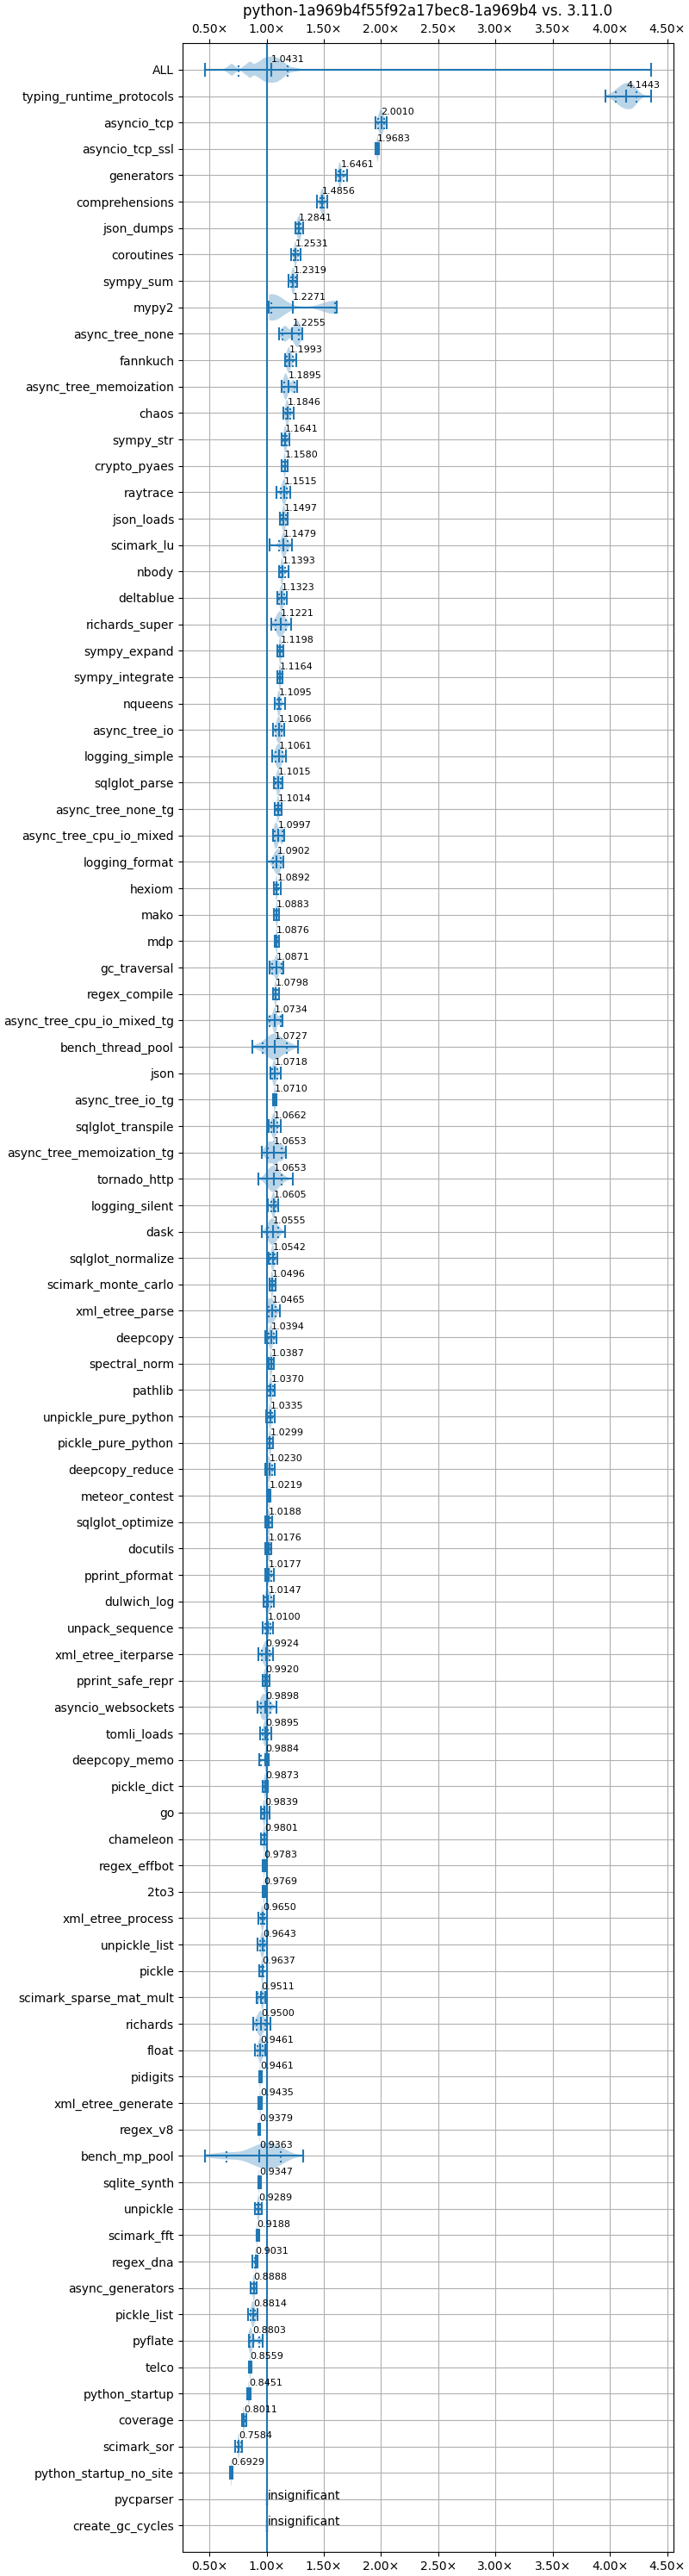 python-1a969b4f55f92a17bec8-1a969b4 vs. 3.11.0
0.50× 1.00× 1.50× 2.00× 2.50× 3.00× 3.50× 4.00× 4.50×
ALL 1.0431
typing_runtime_protocols 4.1443
asyncio_tcp 2.0010
asyncio_tcp_ssl 1.9683
generators 1.6461
comprehensions 1.4856
json_dumps 1.2841
coroutines 1.2531
sympy_sum 1.2319
mypy2 1.2271
async_tree_none 1.2255
fannkuch 1.1993
async_tree_memoization 1.1895
chaos 1.1846
sympy_str 1.1641
crypto_pyaes 1.1580
raytrace 1.1515
json_loads 1.1497
scimark_lu 1.1479
nbody 1.1393
deltablue 1.1323
richards_super 1.1221
sympy_expand 1.1198
sympy_integrate 1.1164
nqueens 1.1095
async_tree_io 1.1066
logging_simple 1.1061
sqlglot_parse 1.1015
async_tree_none_tg 1.1014
async_tree_cpu_io_mixed 1.0997
logging_format 1.0902
hexiom 1.0892
mako 1.0883
mdp 1.0876
gc_traversal 1.0871
regex_compile 1.0798
async_tree_cpu_io_mixed_tg 1.0734
bench_thread_pool 1.0727
json 1.0718
async_tree_io_tg 1.0710
sqlglot_transpile 1.0662
async_tree_memoization_tg 1.0653
tornado_http 1.0653
logging_silent 1.0605
dask 1.0555
sqlglot_normalize 1.0542
scimark_monte_carlo 1.0496
xml_etree_parse 1.0465
deepcopy 1.0394
spectral_norm 1.0387
pathlib 1.0370
unpickle_pure_python 1.0335
pickle_pure_python 1.0299
deepcopy_reduce 1.0230
meteor_contest 1.0219
sqlglot_optimize 1.0188
docutils 1.0176
pprint_pformat 1.0177
dulwich_log 1.0147
unpack_sequence 1.0100
xml_etree_iterparse 0.9924
pprint_safe_repr 0.9920
asyncio_websockets 0.9898
tomli_loads 0.9895
deepcopy_memo 0.9884
pickle_dict 0.9873
go 0.9839
chameleon 0.9801
regex_effbot 0.9783
2to3 0.9769
xml_etree_process 0.9650
unpickle_list 0.9643
pickle 0.9637
scimark_sparse_mat_mult 0.9511
richards 0.9500
float 0.9461
pidigits 0.9461
xml_etree_generate 0.9435
regex_v8 0.9379
bench_mp_pool 0.9363
sqlite_synth 0.9347
unpickle 0.9289
scimark_fft 0.9188
regex_dna 0.9031
async_generators 0.8888
pickle_list 0.8814
pyflate 0.8803
telco 0.8559
python_startup 0.8451
coverage 0.8011
scimark_sor 0.7584
python_startup_no_site 0.6929
pycparser insignificant
create_gc_cycles insignificant
0.50× 1.00× 1.50× 2.00× 2.50× 3.00× 3.50× 4.00× 4.50×